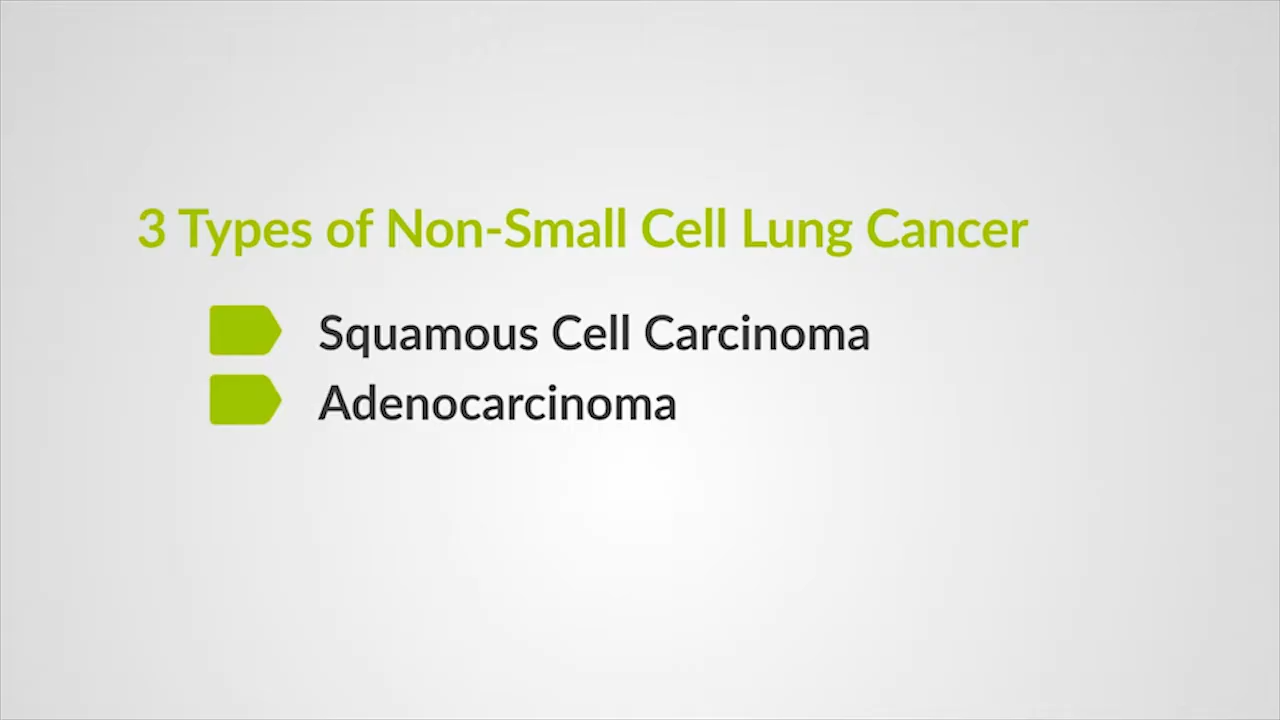 3 Types of Non-Small Cell Lung Cancer
Squamous Cell Carcinoma
Adenocarcinoma